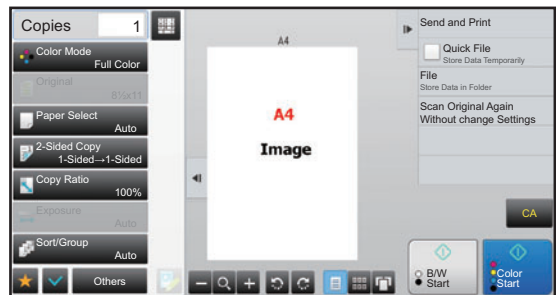 Copies 1
Color Mode
Full Color
Original
8½x11
Paper Select
Auto
2-Sided Copy
1-Sided→1-Sided
Copy Ratio
100%
Exposure
Auto
Sort/Group
Auto
Others
A4
A4
Image
Send and Print
Quick File
Store Data Temporarily
File
Store Data in Folder
Scan Original Again
Without change Settings
CA
B/W
Start
Color
Start